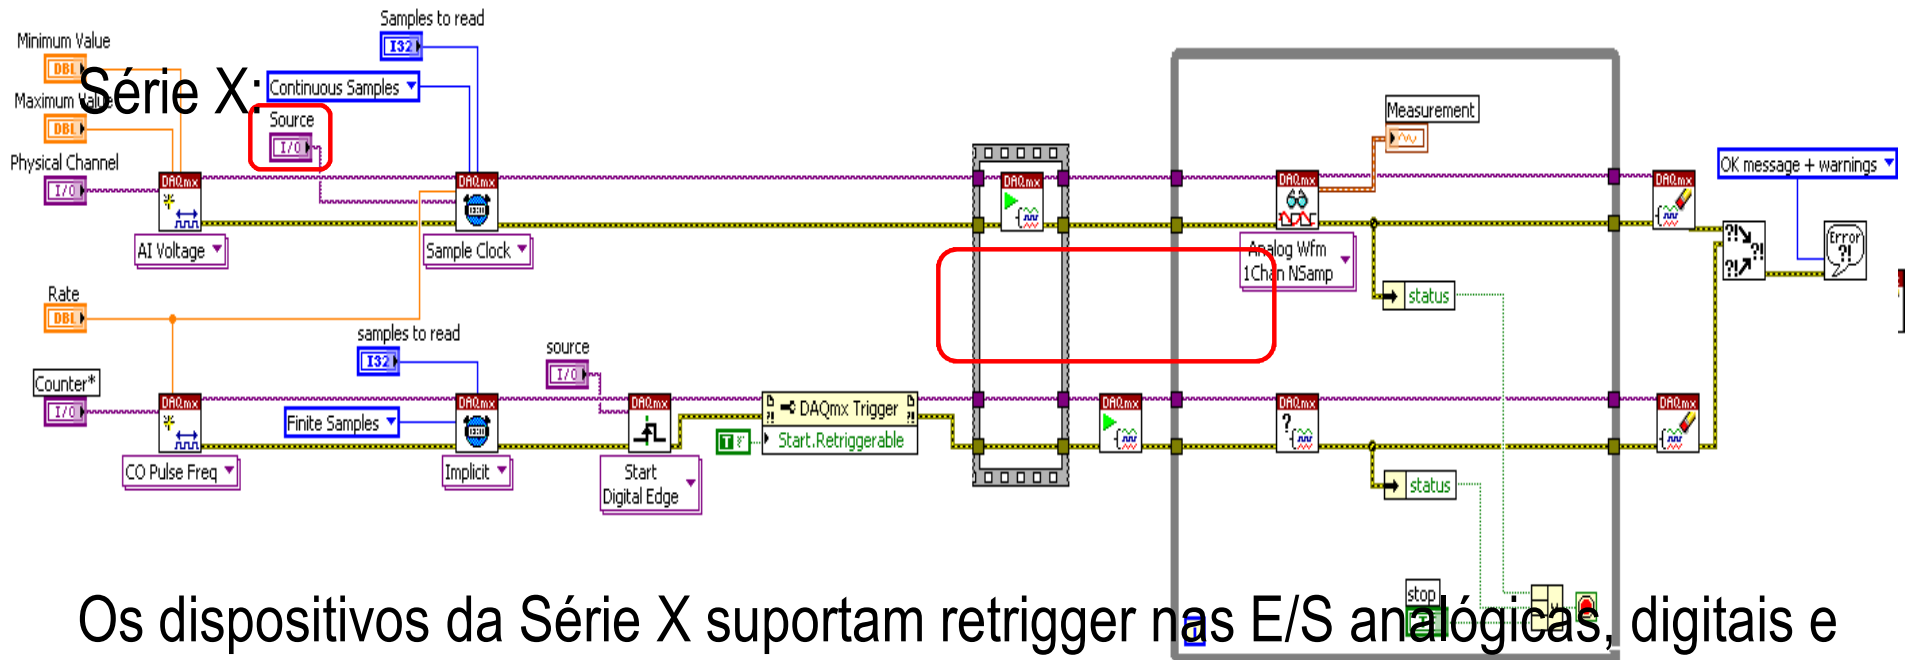 Samples to read
I32
Minimum Value
DBL
Série X:
Continuous Samples
Maximum Value
DBL
Source
I/O
Measurement
Physical Channel
I/O
DAQmx
DAQmx
DAQmx
DAQmx
DAQmx
OK message + warnings
AI Voltage
Sample Clock
Analog Wfm
1Chan NSamp
?!
?!
?!
Error
?!
status
Rate
DBL
samples to read
I32
source
I/O
Counter*
I/O
DAQmx
Finite Samples
DAQmx
DAQmx
?!
DAQmx Trigger
?!
T F
Start.Retriggerable
DAQmx
DAQmx
?
DAQmx
CO Pulse Freq
Implicit
Start
Digital Edge
status
stop
Os dispositivos da Série X suportam retrigger nas E/S analógicas, digitais e
i